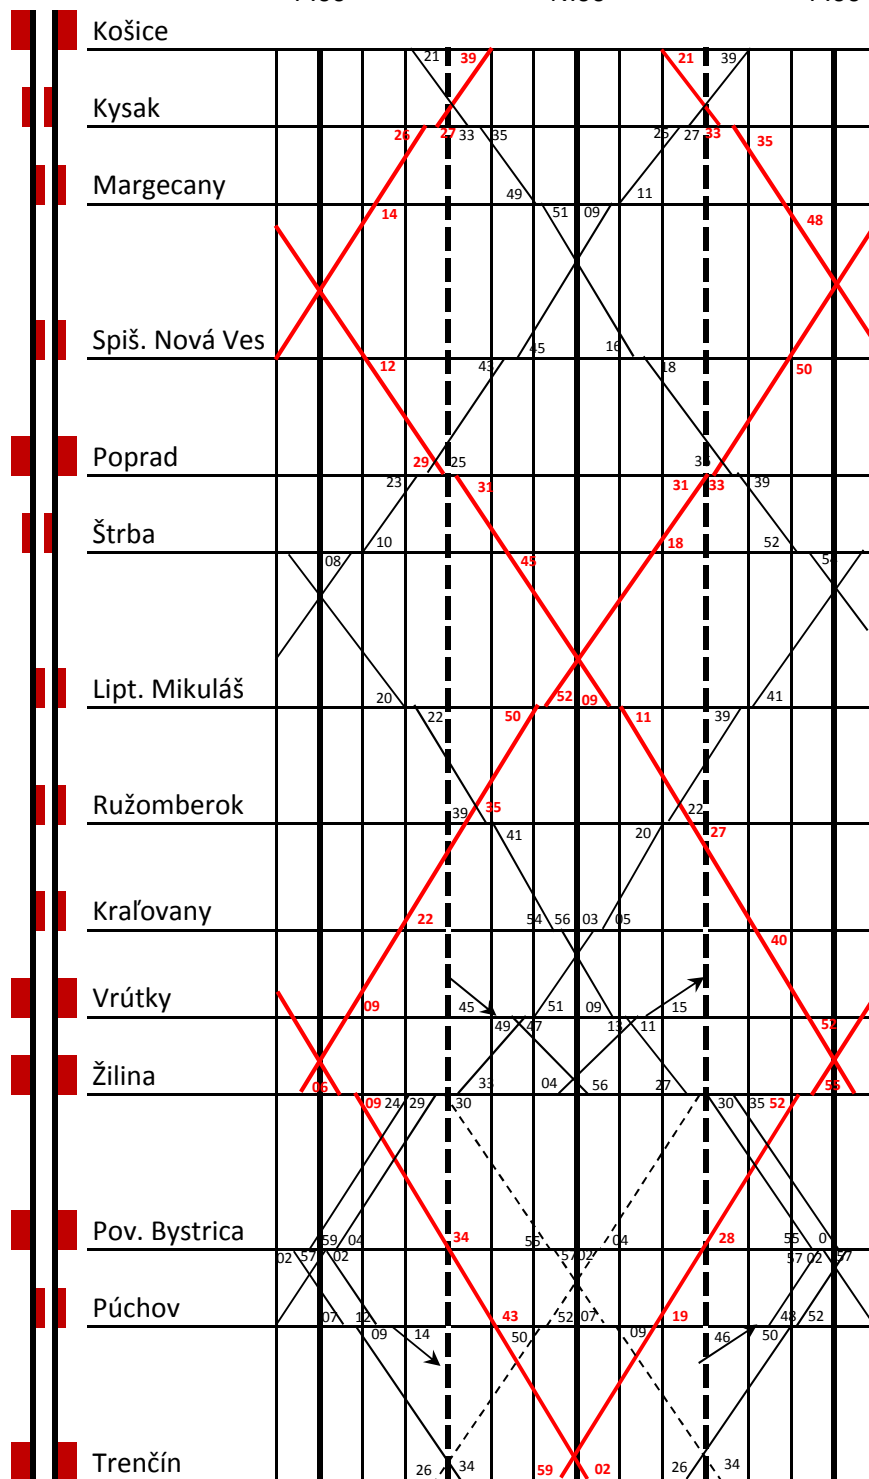 Košice
21 39 21 39
Kysak
26 27 33 35 26 27 33 35
Margecany
14 49 51 09 11 48
Spiš. Nová Ves
12 43 45 16 18 50
Poprad
23 29 25 31 31 33 39
Štrba
08 10 45 18 52 54
Lipt. Mikuláš
20 22 50 52 09 11 39 41
Ružomberok
39 35 41 20 22 27
Kraľovany
22 54 56 03 05 40
Vrútky
09 45 49 47 51 09 13 11 15 52
Žilina
06 09 24 29 33 30 04 56 27 30 35 52 55
Pov. Bystrica
02 57 59 02 04 34 55 57 02 04 28 55 57 02 57
Púchov
07 12 09 14 43 50 52 07 09 19 46 50 48 52
Trenčín
26 34 59 02 26 34